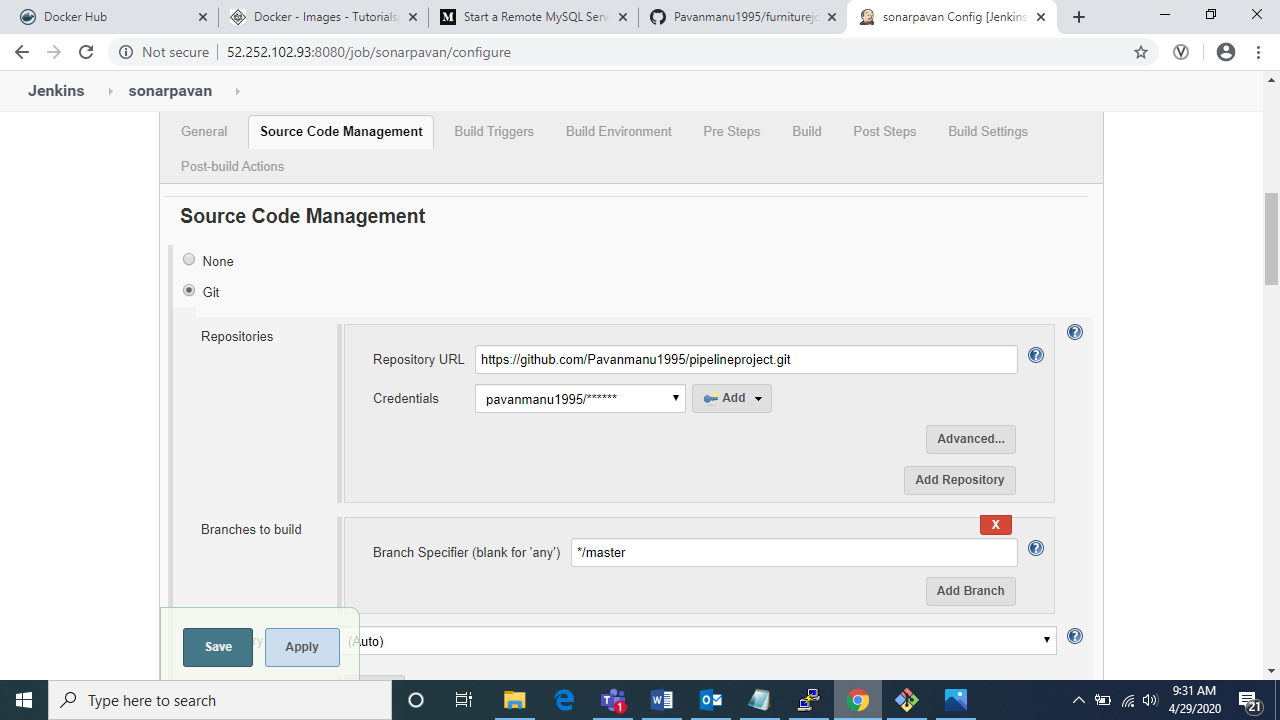 Docker Hub
Docker - Images - Tutorials
Start a Remote MySQL Serv
Pavanmanu1995/furniturejc
sonarpavan Config [Jenkins
Not secure
52.252.102.93:8080/job/sonarpavan/configure
Jenkins
sonarpavan
General
Source Code Management
Build Triggers
Build Environment
Pre Steps
Build
Post Steps
Build Settings
Post-build Actions
Source Code Management
None
Git
Repositories
Repository URL
https://github.com/Pavanmanu1995/pipelineproject.git
Credentials
pavanmanu1995/******
Add
Advanced...
Add Repository
Branches to build
X
Branch Specifier (blank for 'any')
*/master
Add Branch
Save
Apply
(Auto)
Type here to search
1
9:31 AM
4/29/2020
21